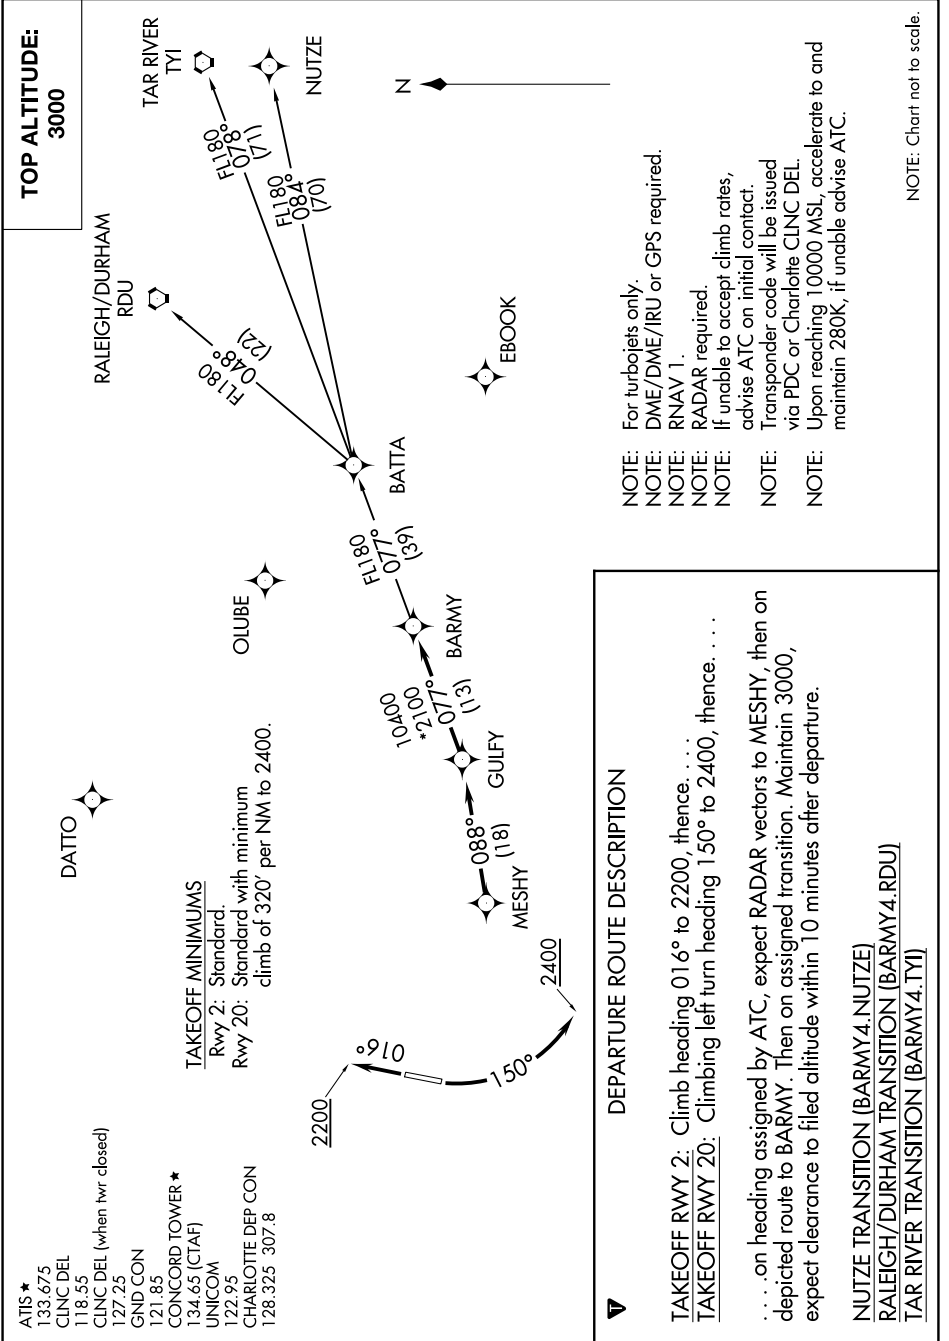 TOP ALTITUDE:
3000
ATIS ★
133.675
CLNC DEL
118.55
CLNC DEL (when twr closed)
127.25
GND CON
121.85
CONCORD TOWER ★
134.65 (CTAF)
UNICOM
122.95
CHARLOTTE DEP CON
128.325 307.8
DATTO
TAKEOFF MINIMUMS
Rwy 2: Standard.
Rwy 20: Standard with minimum
climb of 320' per NM to 2400.
OLUBE
RALEIGH/DURHAM
RDU
TAR RIVER
TYI
NUTZE
FL180
048°
(22)
FL180
078°
(71)
FL180
084°
(70)
N
2200
016°
150°
2400
MESHY
088°
(18)
GULFY
10400
*2100
077°
(13)
BARMY
FL180
077°
(39)
BATTA
EBOOK
NOTE: For turbojets only.
NOTE: DME/DME/IRU or GPS required.
NOTE: RNAV 1.
NOTE: RADAR required.
NOTE: If unable to accept climb rates,
advise ATC on initial contact.
NOTE: Transponder code will be issued
via PDC or Charlotte CLNC DEL.
NOTE: Upon reaching 10000 MSL, accelerate to and
maintain 280K, if unable advise ATC.
NOTE: Chart not to scale.
T
DEPARTURE ROUTE DESCRIPTION
TAKEOFF RWY 2: Climb heading 016° to 2200, thence. . . .
TAKEOFF RWY 20: Climbing left turn heading 150° to 2400, thence. . . .
. . . .on heading assigned by ATC, expect RADAR vectors to MESHY, then on
depicted route to BARMY. Then on assigned transition. Maintain 3000,
expect clearance to filed altitude within 10 minutes after departure.
NUTZE TRANSITION (BARMY4.NUTZE)
RALEIGH/DURHAM TRANSITION (BARMY4.RDU)
TAR RIVER TRANSITION (BARMY4.TYI)